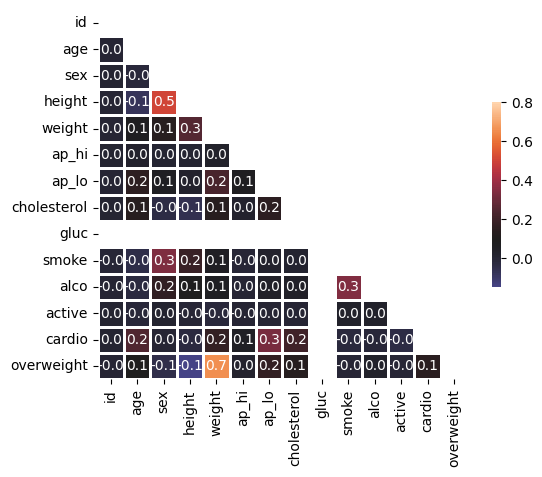 id
age 0.0
sex 0.0 -0.0
height 0.0 -0.1 0.5
0.8
weight 0.0 0.1 0.1 0.3
ap_hi 0.0 0.0 0.0 0.0 0.0
0.6
ap_lo 0.0 0.2 0.1 0.0 0.2 0.1
0.4
cholesterol 0.0 0.1 -0.0 -0.1 0.1 0.0 0.2
0.2
gluc
smoke -0.0 -0.0 0.3 0.2 0.1 -0.0 0.0 0.0
0.0
alco -0.0 -0.0 0.2 0.1 0.1 0.0 0.0 0.0 0.3
active 0.0 -0.0 0.0 -0.0 -0.0 -0.0 0.0 0.0 0.0 0.0
cardio -0.0 0.2 0.0 -0.0 0.2 0.1 0.3 0.2 -0.0 -0.0 -0.0
overweight -0.0 0.1 -0.1 -0.1 0.7 0.0 0.2 0.1 -0.0 0.0 -0.0 0.1
id age sex height weight ap_hi ap_lo cholesterol gluc smoke alco active cardio overweight